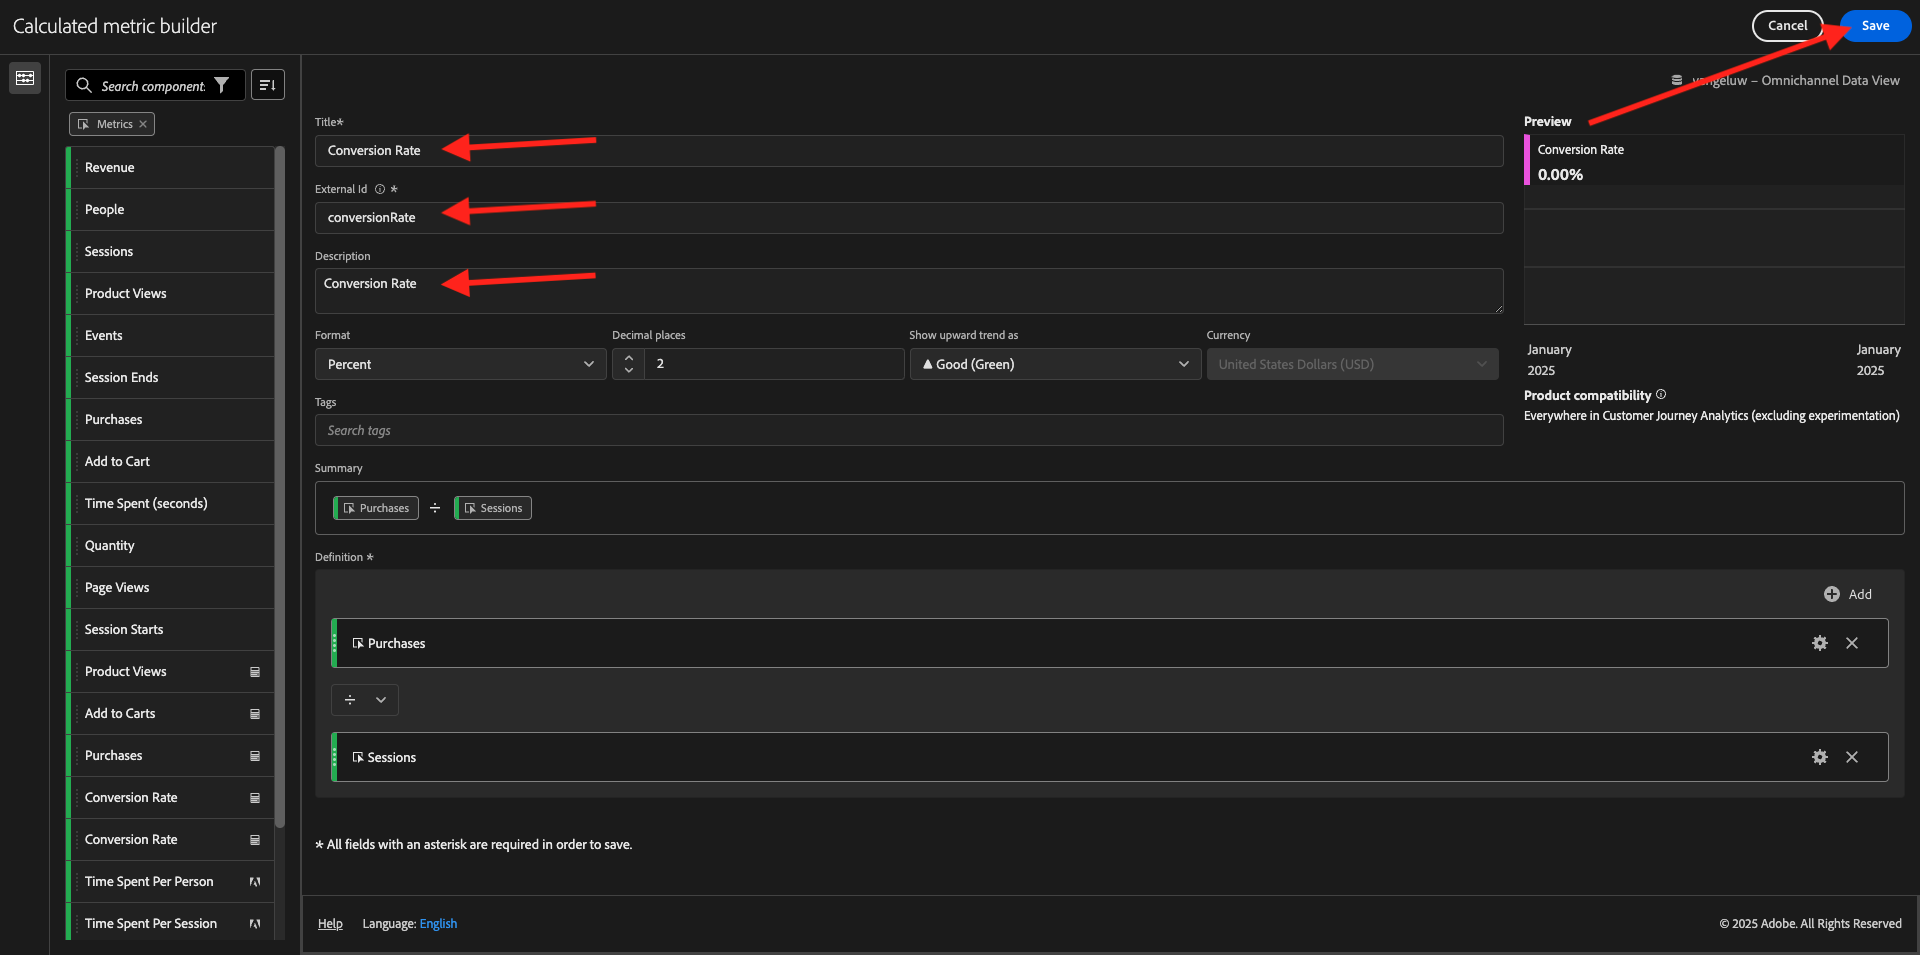 Calculated metric builder
Cancel
Save
Search component:
Metrics
Revenue
People
Sessions
Product Views
Events
Session Ends
Purchases
Add to Cart
Time Spent (seconds)
Quantity
Page Views
Session Starts
Product Views
Add to Carts
Purchases
Conversion Rate
Conversion Rate
Time Spent Per Person
Time Spent Per Session
– Omnichannel Data View
Title*
Conversion Rate
External Id *
conversionRate
Description
Conversion Rate
Format
Percent
Decimal places
2
Show upward trend as
Good (Green)
Currency
United States Dollars (USD)
Tags
Search tags
Summary
Purchases ÷ Sessions
Definition *
Add
Purchases
÷
Sessions
* All fields with an asterisk are required in order to save.
Preview
Conversion Rate
0.00%
January 2025
January 2025
Product compatibility
Everywhere in Customer Journey Analytics (excluding experimentation)
Help
Language: English
© 2025 Adobe. All Rights Reserved